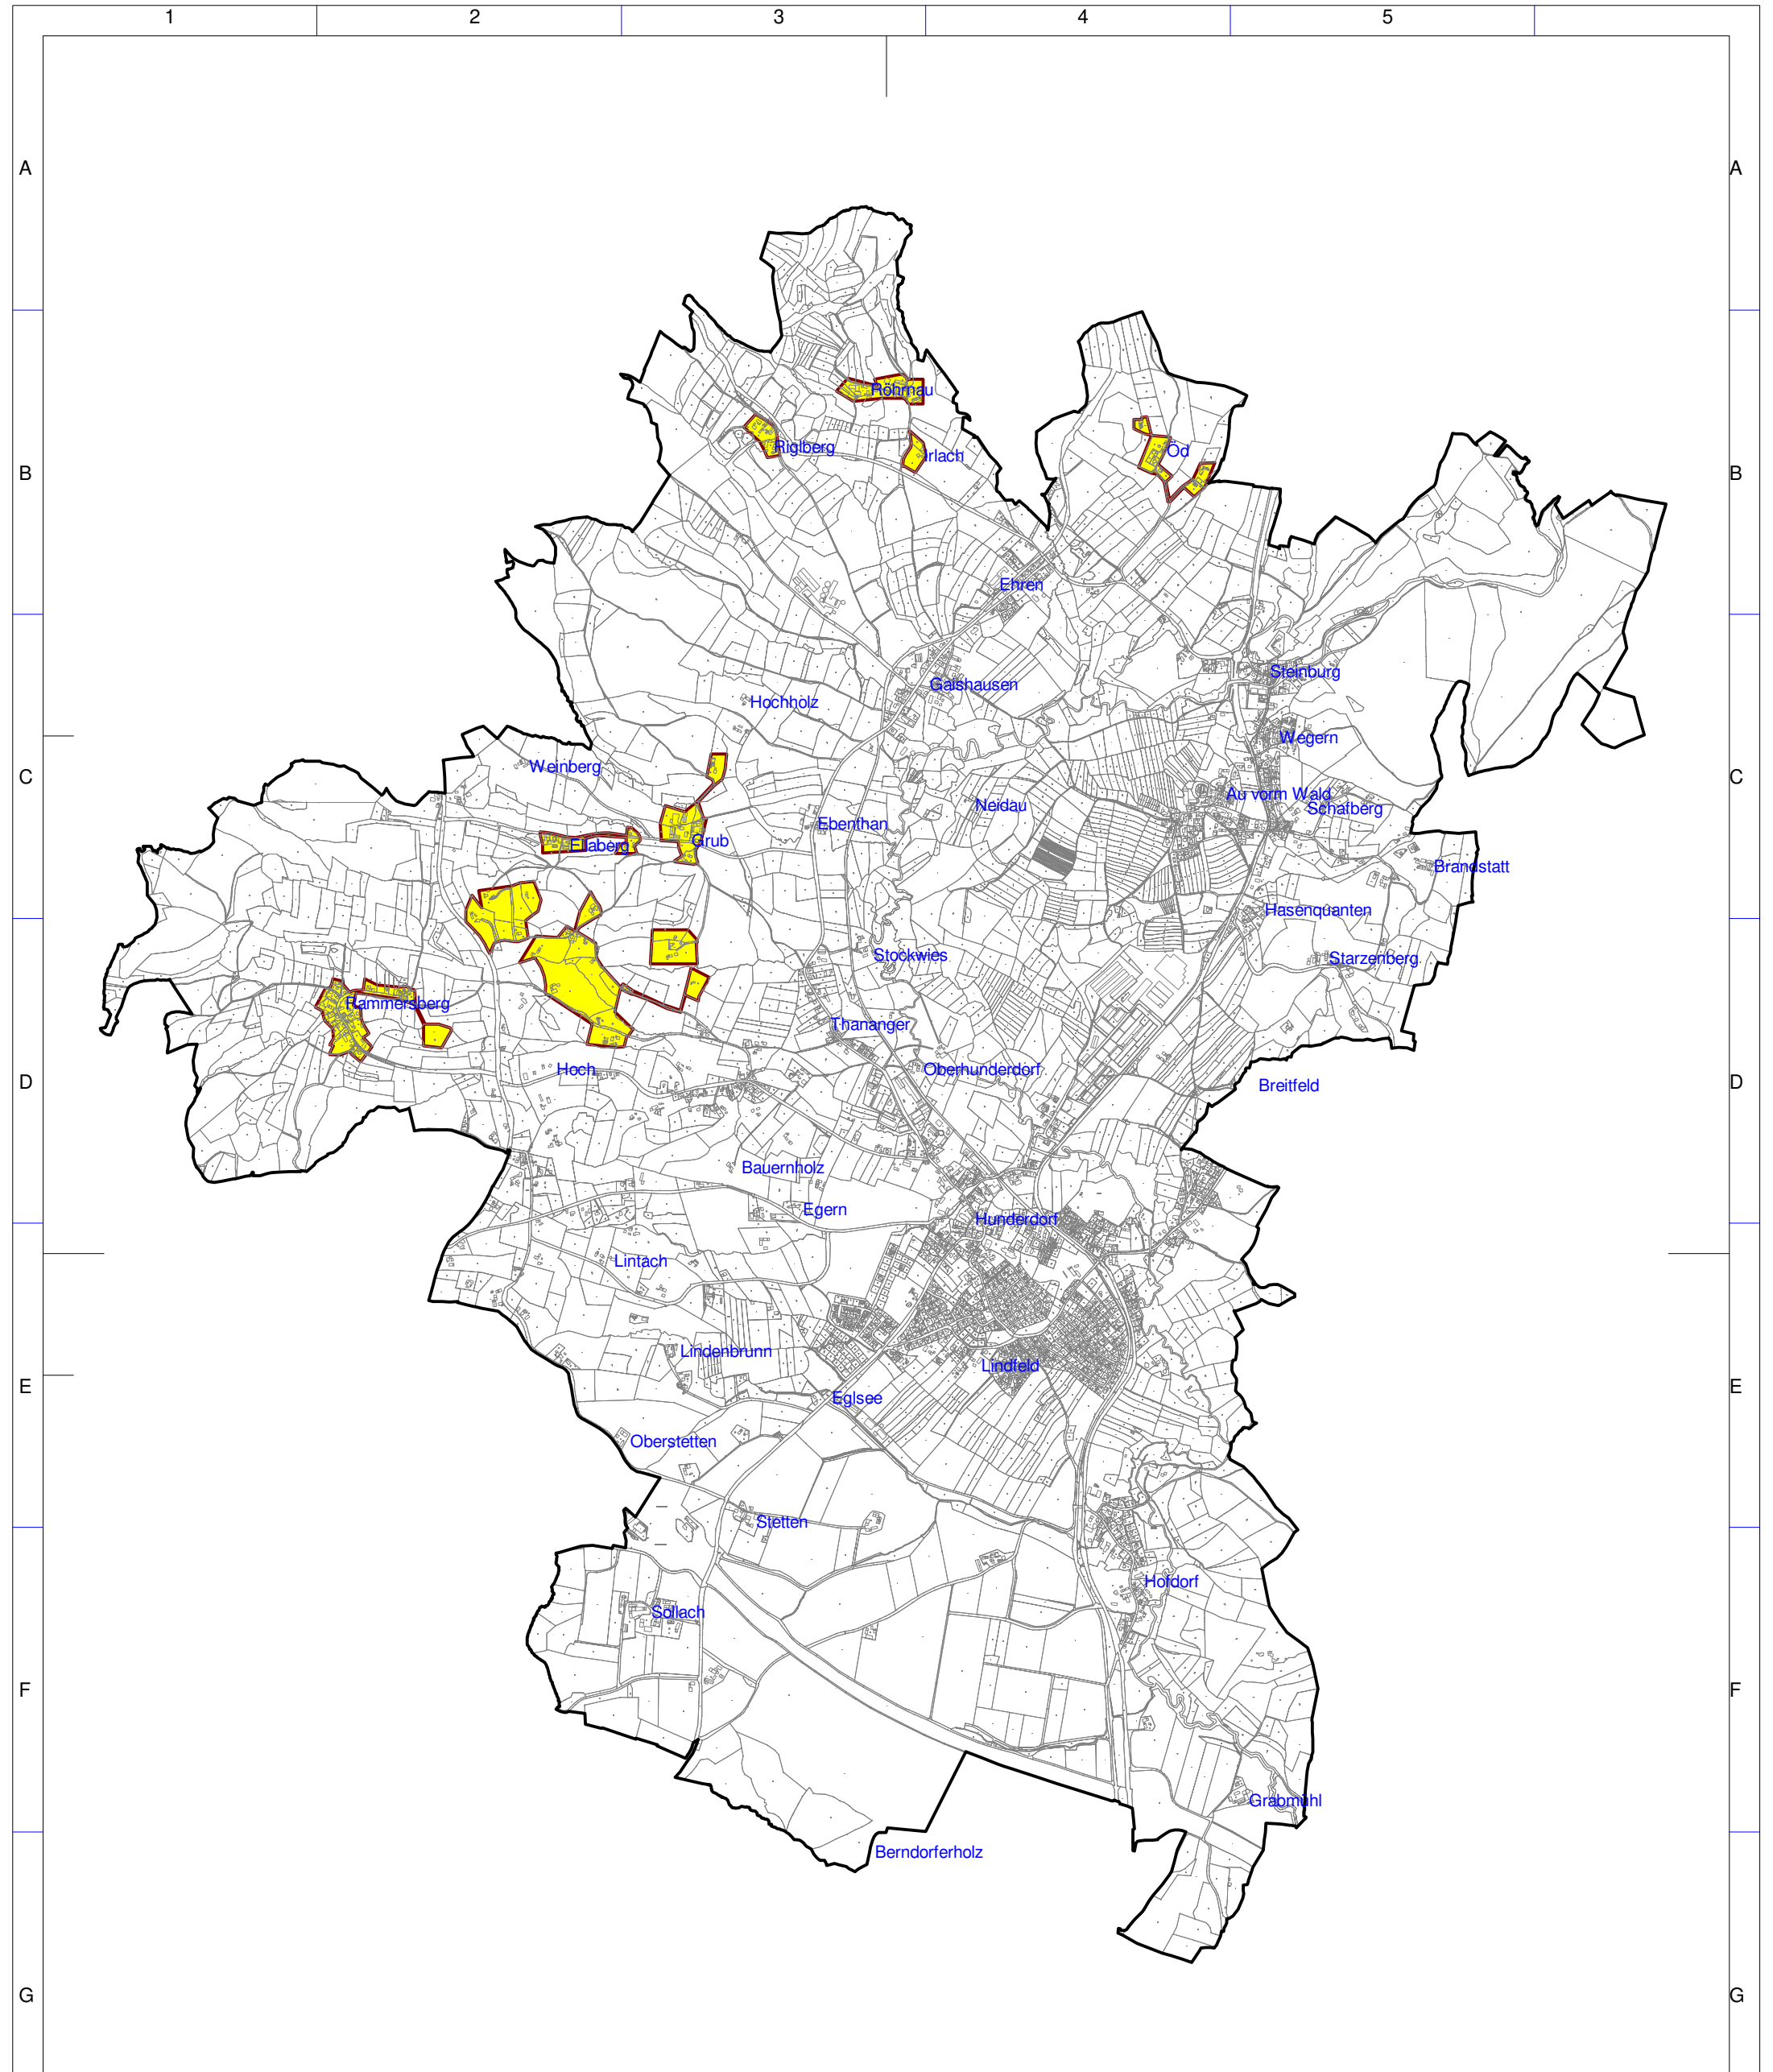 1 2 3 4 5
A A
Röhrnau
Riglberg
Öd
Irlach
B B
Ehren
Steinburg
Gaishausen
Hochholz
Wegern
Weinberg
C C
Au vorm Wald
Neidau
Schafberg
Ebenthan
Grub
Ellaberg
Brandstatt
Hasenquanten
Stockwies
Starzenberg
Rammersberg
Thananger
Hoch
Oberhunderdorf
D D
Breitfeld
Bauernholz
Egern
Hunderdorf
Lintach
Lindenbrunn
Lindfeld
E E
Eglsee
Oberstetten
Stetten
Hofdorf
Sollach
F F
Grabmühl
Berndorferholz
G G